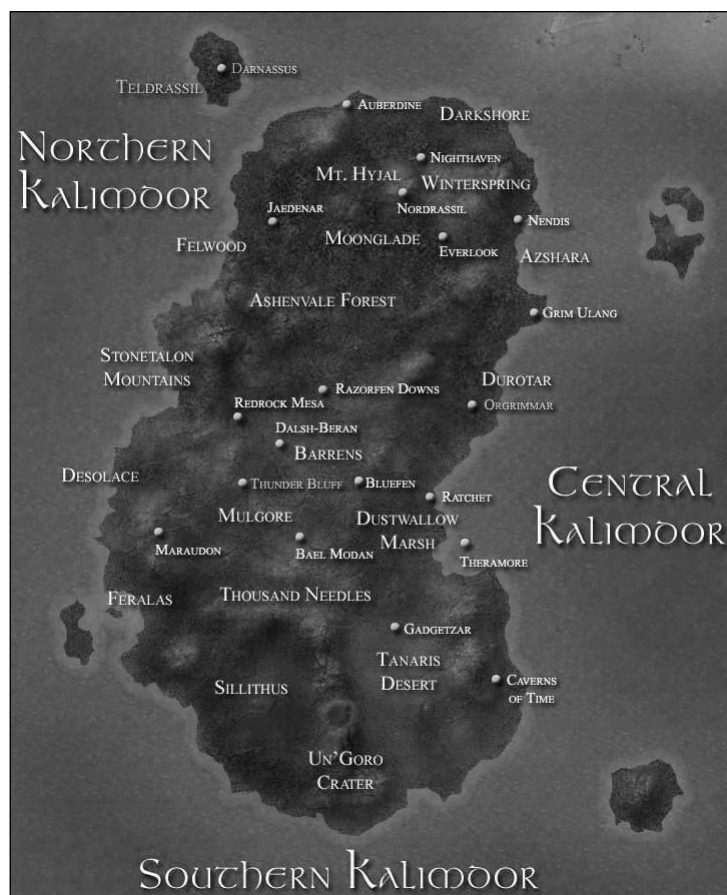 Darnassus
Teldrassil
Auberdine
Darkshore
Northern
Kalimdor
Nighthaven
Mt. Hyjal
Winterspring
Nordrassil
Jaedenar
Nendis
Moonglade
Felwood
Everlook
Azshara
Ashenvale Forest
Grim Ulang
Stonetalon
Mountains
Durotar
Razorfen Downs
Redrock Mesa
Orgrimmar
Dalsh-Beran
Barrens
Desolace
Thunder Bluff
Bluefen
Ratchet
Central
Kalimdor
Mulgore
Dustwallow
Marsh
Maraudon
Bael Modan
Theramore
Feralas
Thousand Needles
Gadgetzar
Tanaris
Desert
Sillithus
Caverns
of Time
Un'Goro
Crater
Southern Kalimdor